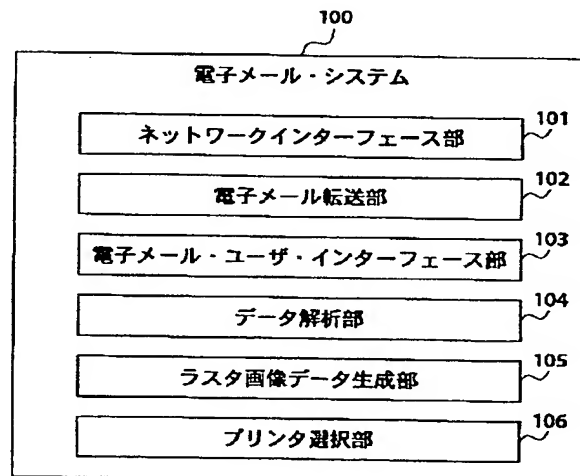 100
電子メール・システム
101
ネットワークインターフェース部
102
電子メール転送部
103
電子メール・ユーザ・インターフェース部
104
データ解析部
105
ラスタ画像データ生成部
106
プリンタ選択部